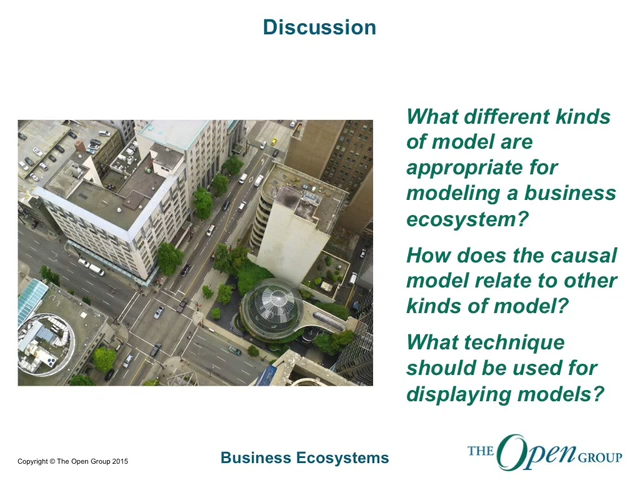 Discussion
What different kinds
of model are
appropriate for
modeling a business
ecosystem?
How does the causal
model relate to other
kinds of model?
What technique
should be used for
displaying models?
Copyright © The Open Group 2015
Business Ecosystems
THE Open GROUP